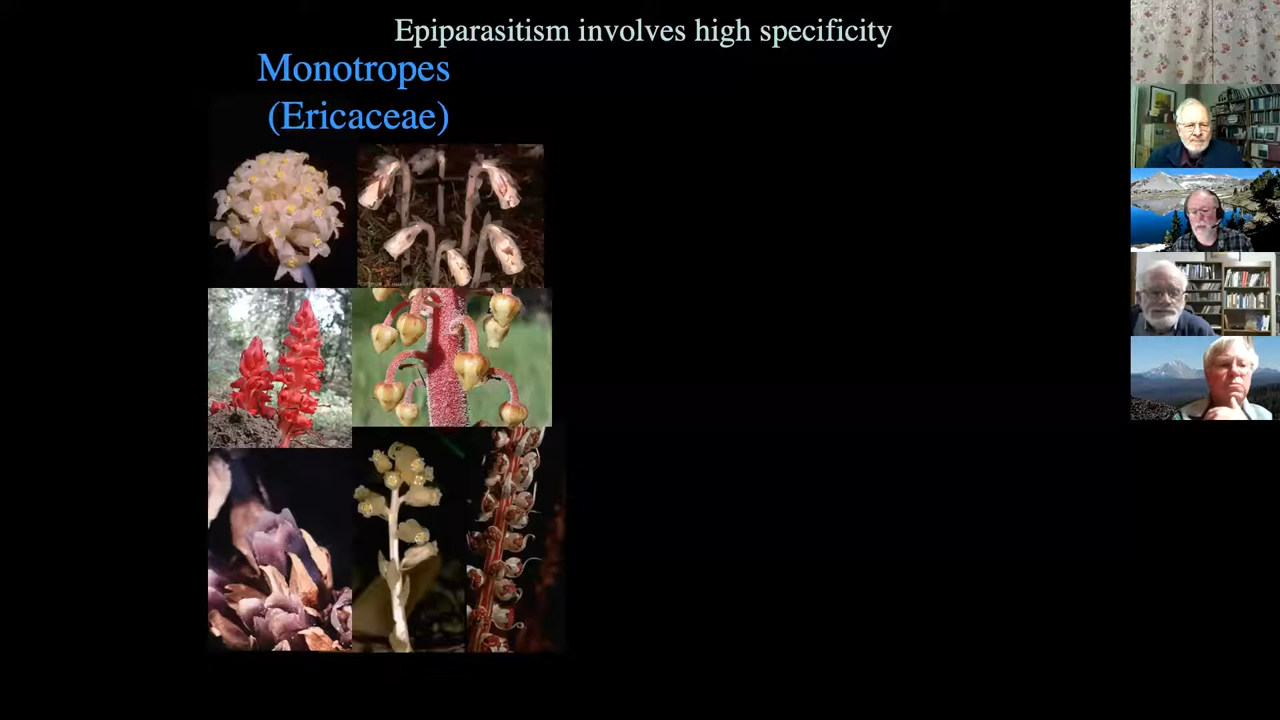 Epiparasitism involves high specificity
Monotropes
(Ericaceae)